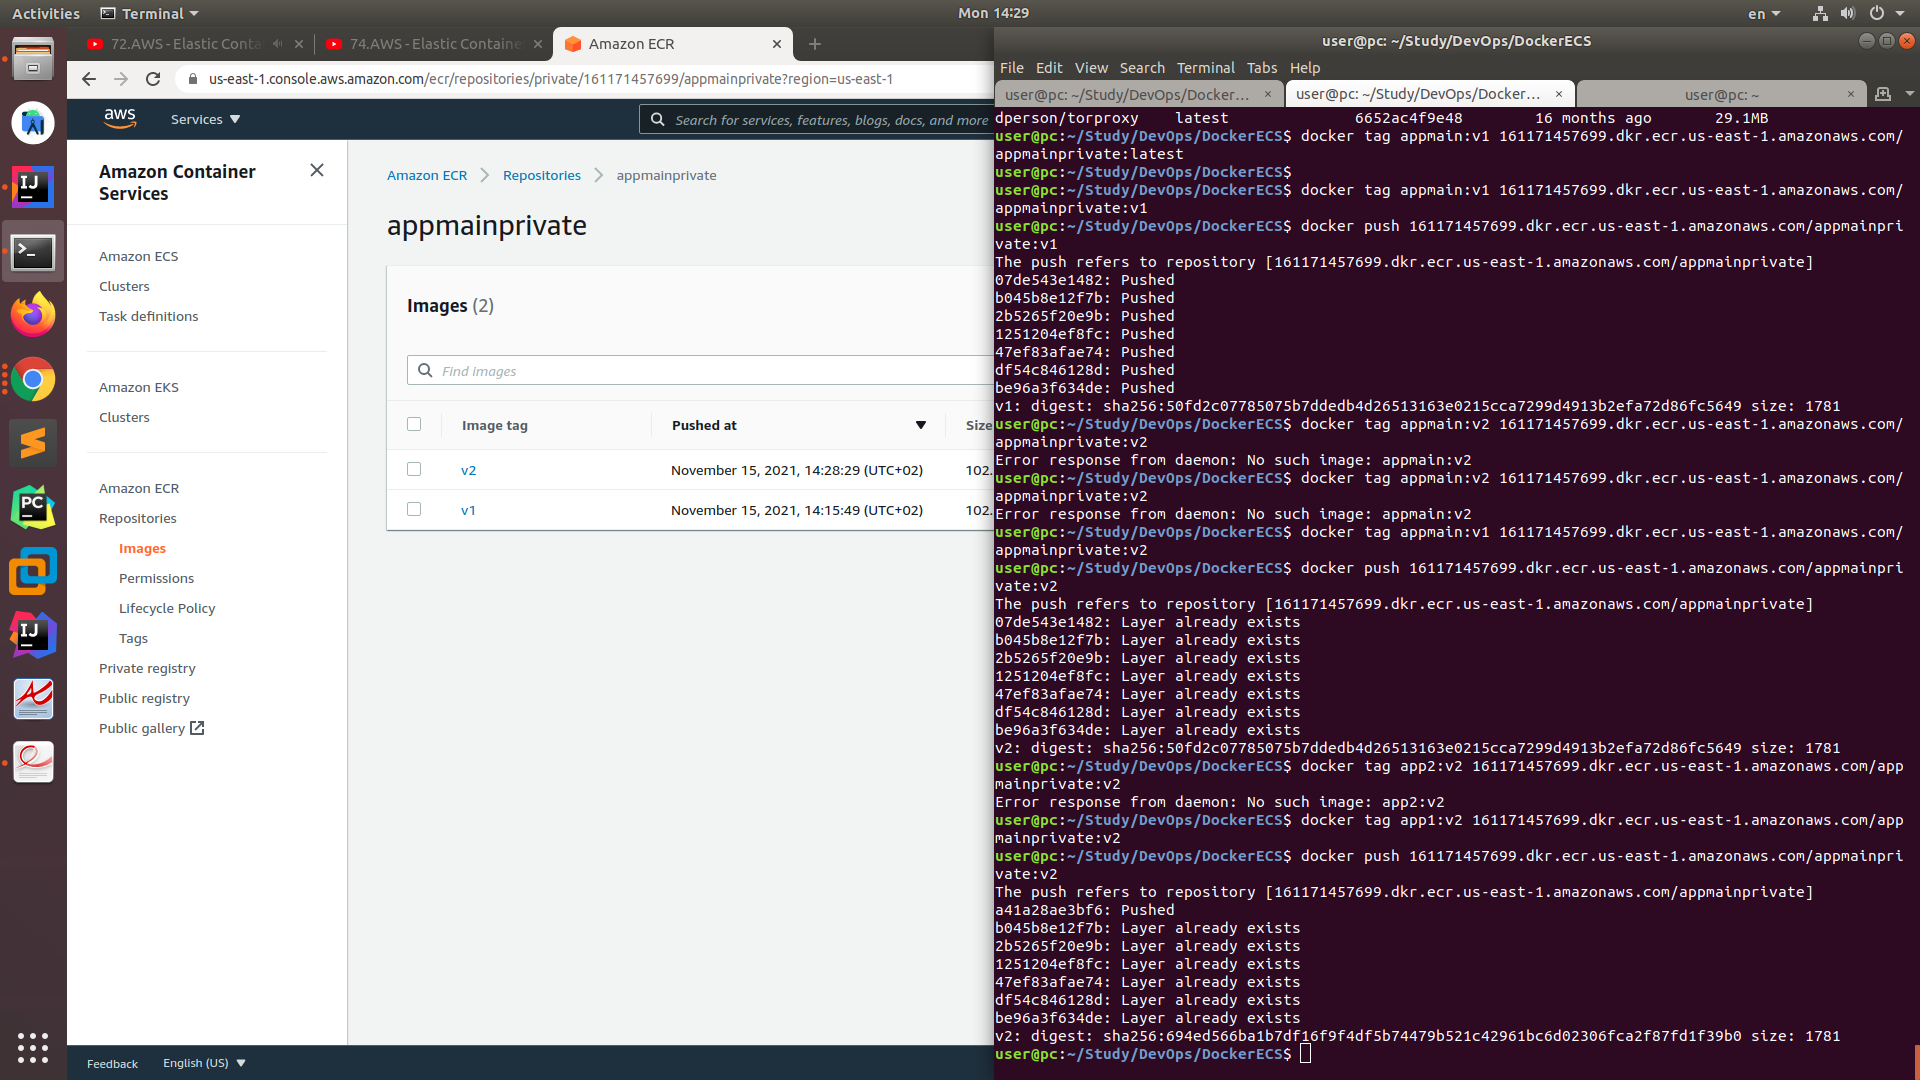 Activities
Terminal
Mon 14:29
en
72.AWS - Elastic Conta
74.AWS - Elastic Container
Amazon ECR
us-east-1.console.aws.amazon.com/ecr/repositories/private/161171457699/appmainprivate?region=us-east-1
aws
Services
Search for services, features, blogs, docs, and more
Amazon Container
Services
Amazon ECS
Clusters
Task definitions
Amazon EKS
Clusters
Amazon ECR
Repositories
Images
Permissions
Lifecycle Policy
Tags
Private registry
Public registry
Public gallery
Amazon ECR
Repositories
appmainprivate
appmainprivate
Images (2)
Find images
Image tag
Pushed at
Size
v2 November 15, 2021, 14:28:29 (UTC+02) 102.
v1 November 15, 2021, 14:15:49 (UTC+02) 102.
Feedback
English (US)
user@pc: ~/Study/DevOps/DockerECS
File Edit View Search Terminal Tabs Help
user@pc: ~/Study/DevOps/Docker...
user@pc: ~/Study/DevOps/Docker...
user@pc: ~
dperson/torproxy latest 6652ac4f9e48 16 months ago 29.1MB
user@pc:~/Study/DevOps/DockerECS$ docker tag appmain:v1 161171457699.dkr.ecr.us-east-1.amazonaws.com/
appmainprivate:latest
user@pc:~/Study/DevOps/DockerECS$
user@pc:~/Study/DevOps/DockerECS$ docker tag appmain:v1 161171457699.dkr.ecr.us-east-1.amazonaws.com/
appmainprivate:v1
user@pc:~/Study/DevOps/DockerECS$ docker push 161171457699.dkr.ecr.us-east-1.amazonaws.com/appmainpri
vate:v1
The push refers to repository [161171457699.dkr.ecr.us-east-1.amazonaws.com/appmainprivate]
07de543e1482: Pushed
b045b8e12f7b: Pushed
2b5265f20e9b: Pushed
1251204ef8fc: Pushed
47ef83afae74: Pushed
df54c846128d: Pushed
be96a3f634de: Pushed
v1: digest: sha256:50fd2c07785075b7ddedb4d26513163e0215cca7299d4913b2efa72d86fc5649 size: 1781
user@pc:~/Study/DevOps/DockerECS$ docker tag appmain:v2 161171457699.dkr.ecr.us-east-1.amazonaws.com/
appmainprivate:v2
Error response from daemon: No such image: appmain:v2
user@pc:~/Study/DevOps/DockerECS$ docker tag appmain:v2 161171457699.dkr.ecr.us-east-1.amazonaws.com/
appmainprivate:v2
Error response from daemon: No such image: appmain:v2
user@pc:~/Study/DevOps/DockerECS$ docker tag appmain:v1 161171457699.dkr.ecr.us-east-1.amazonaws.com/
appmainprivate:v2
user@pc:~/Study/DevOps/DockerECS$ docker push 161171457699.dkr.ecr.us-east-1.amazonaws.com/appmainpri
vate:v2
The push refers to repository [161171457699.dkr.ecr.us-east-1.amazonaws.com/appmainprivate]
07de543e1482: Layer already exists
b045b8e12f7b: Layer already exists
2b5265f20e9b: Layer already exists
1251204ef8fc: Layer already exists
47ef83afae74: Layer already exists
df54c846128d: Layer already exists
be96a3f634de: Layer already exists
v2: digest: sha256:50fd2c07785075b7ddedb4d26513163e0215cca7299d4913b2efa72d86fc5649 size: 1781
user@pc:~/Study/DevOps/DockerECS$ docker tag app2:v2 161171457699.dkr.ecr.us-east-1.amazonaws.com/app
mainprivate:v2
Error response from daemon: No such image: app2:v2
user@pc:~/Study/DevOps/DockerECS$ docker tag app1:v2 161171457699.dkr.ecr.us-east-1.amazonaws.com/app
mainprivate:v2
user@pc:~/Study/DevOps/DockerECS$ docker push 161171457699.dkr.ecr.us-east-1.amazonaws.com/appmainpri
vate:v2
The push refers to repository [161171457699.dkr.ecr.us-east-1.amazonaws.com/appmainprivate]
a41a28ae3bf6: Pushed
b045b8e12f7b: Layer already exists
2b5265f20e9b: Layer already exists
1251204ef8fc: Layer already exists
47ef83afae74: Layer already exists
df54c846128d: Layer already exists
be96a3f634de: Layer already exists
v2: digest: sha256:694ed566ba1b7df16f9f4df5b74479b521c42961bc6d02306fca2f87fd1f39b0 size: 1781
user@pc:~/Study/DevOps/DockerECS$
IJ
PC
IJ